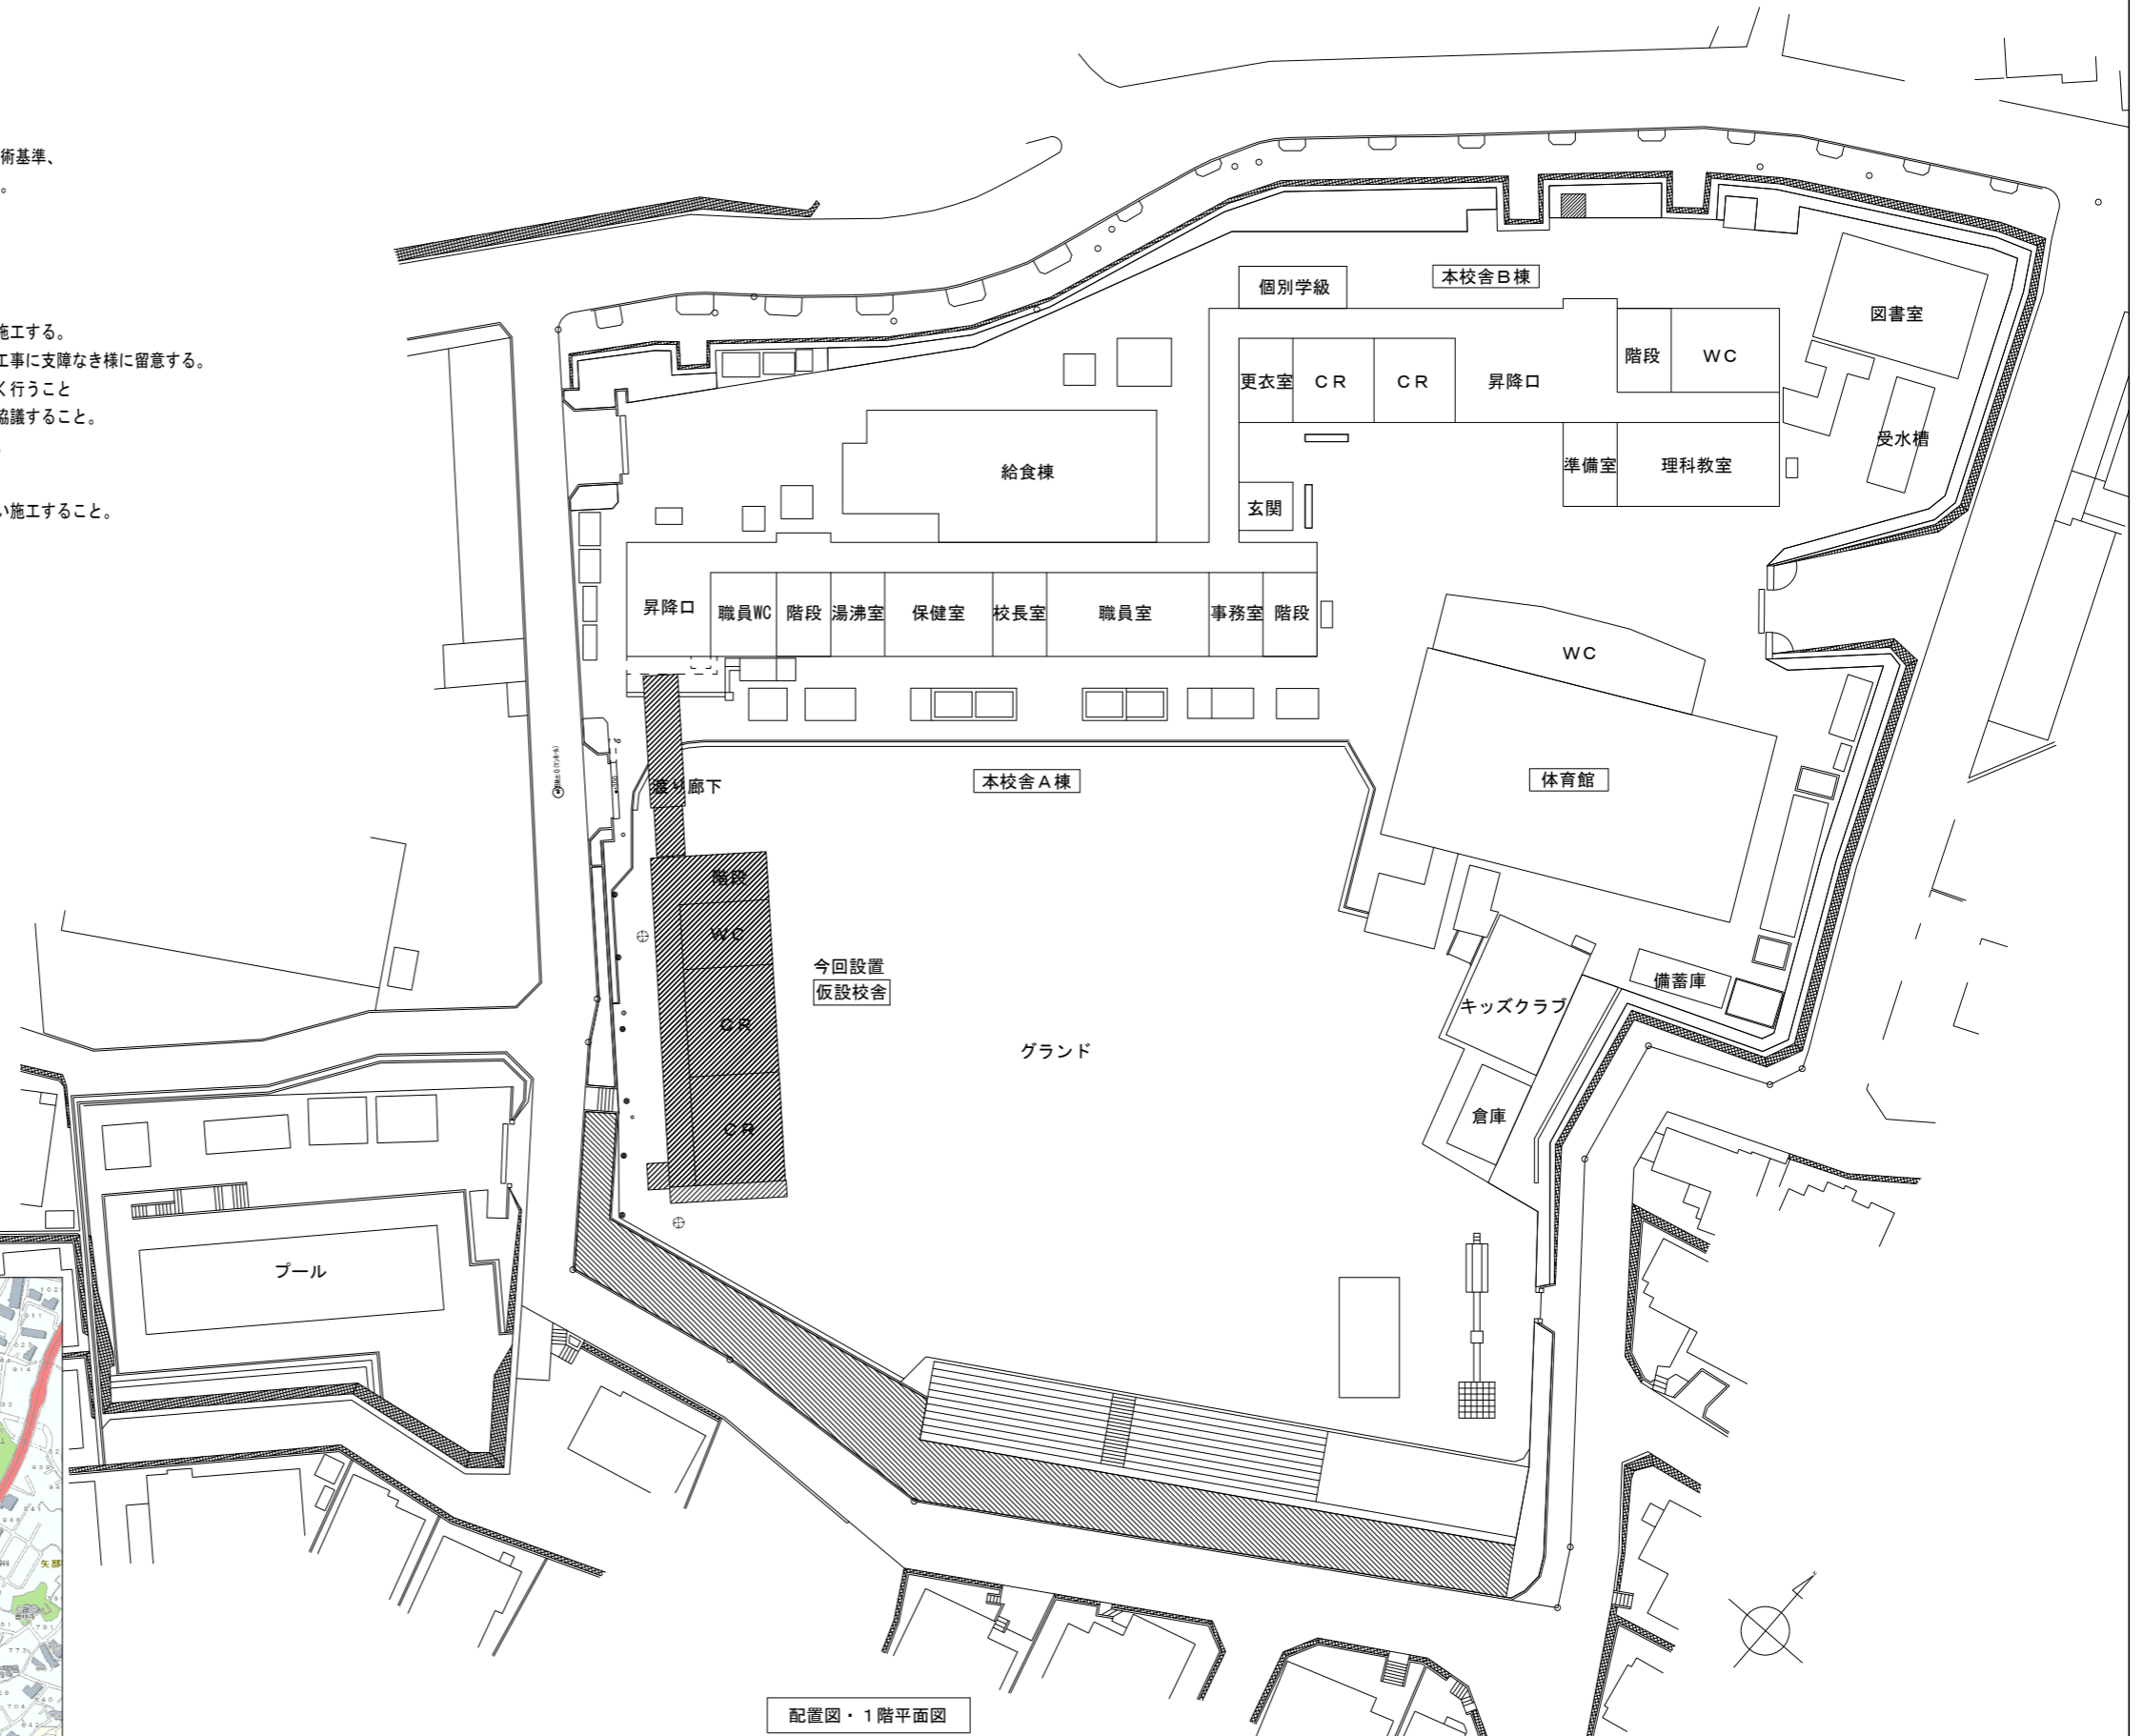 術基準、
。
施工する。
工事に支障なき様に留意する。
く行うこと
協議すること。
い施工すること。
個別学級
本校舎Ｂ棟
図書室
更衣室
ＣＲ
ＣＲ
昇降口
階段
ＷＣ
受水槽
給食棟
準備室
理科教室
玄関
昇降口
職員WC
階段
湯沸室
保健室
校長室
職員室
事務室
階段
ＷＣ
渡り廊下
本校舎Ａ棟
体育館
階段
ＷＣ
今回設置
仮設校舎
備蓄庫
キッズクラブ
ＣＲ
グランド
倉庫
ＣＲ
プール
配置図・１階平面図